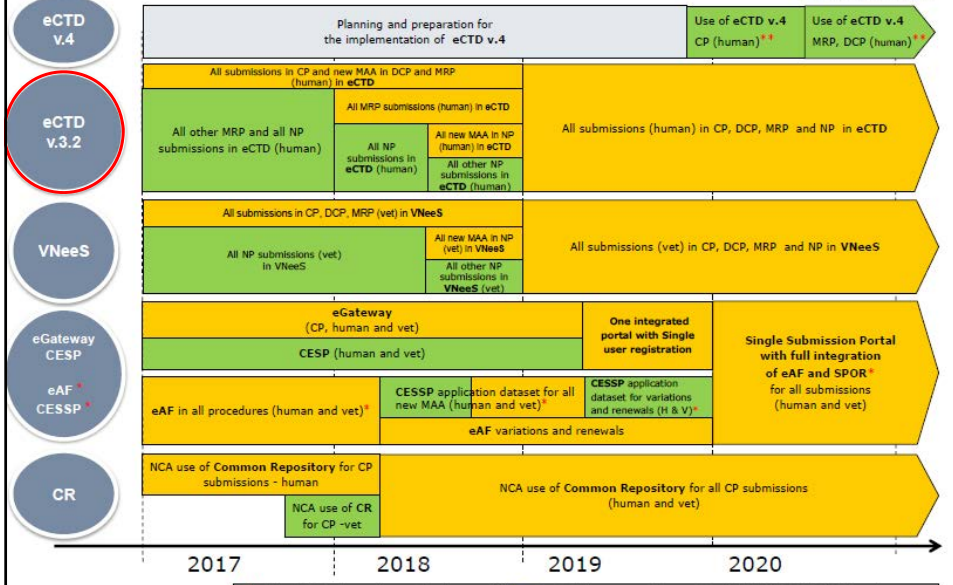 eCTD
v.4
Planning and preparation for
the implementation of eCTD v.4
Use of eCTD v.4
CP (human)**
Use of eCTD v.4
MRP, DCP (human)**
eCTD
v.3.2
All submissions in CP and new MAA in DCP and MRP
(human) in eCTD
All other MRP and all NP
submissions in eCTD (human)
All MRP submissions (human) in eCTD
All NP
submissions in
eCTD (human)
All new MAA in NP
(human) in eCTD
All other NP
submissions in
eCTD (human)
All submissions (human) in CP, DCP, MRP and NP in eCTD
VNeeS
All submissions in CP, DCP, MRP (vet) in VNeeS
All NP submissions (vet)
in VNeeS
All new MAA in NP
(vet) in VNeeS
All other NP
submissions in
VNeeS (vet)
All submissions (vet) in CP, DCP, MRP and NP in VNeeS
eGateway
CESP
eAF *
CESSP *
eGateway
(CP, human and vet)
CESP (human and vet)
One integrated
portal with Single
user registration
Single Submission Portal
with full integration
of eAF and SPOR*
for all submissions
(human and vet)
eAF in all procedures (human and vet)*
CESSP application dataset for all
new MAA (human and vet)*
CESSP application
dataset for variations
and renewals (H & V)*
eAF variations and renewals
CR
NCA use of Common Repository for CP
submissions - human
NCA use of CR
for CP -vet
NCA use of Common Repository for all CP submissions
(human and vet)
2017
2018
2019
2020